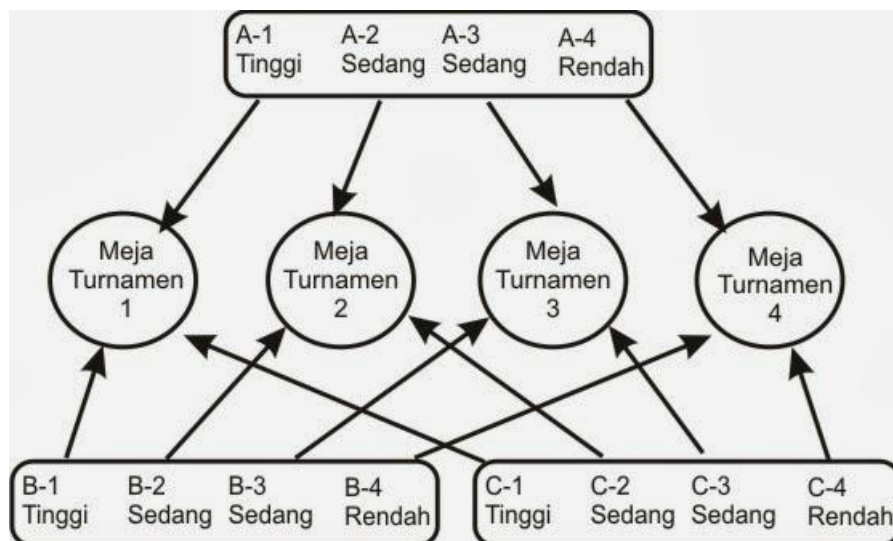 A-1 A-2 A-3 A-4
Tinggi Sedang Sedang Rendah
Meja
Turnamen
1
Meja
Turnamen
2
Meja
Turnamen
3
Meja
Turnamen
4
B-1 B-2 B-3 B-4
Tinggi Sedang Sedang Rendah
C-1 C-2 C-3 C-4
Tinggi Sedang Sedang Rendah